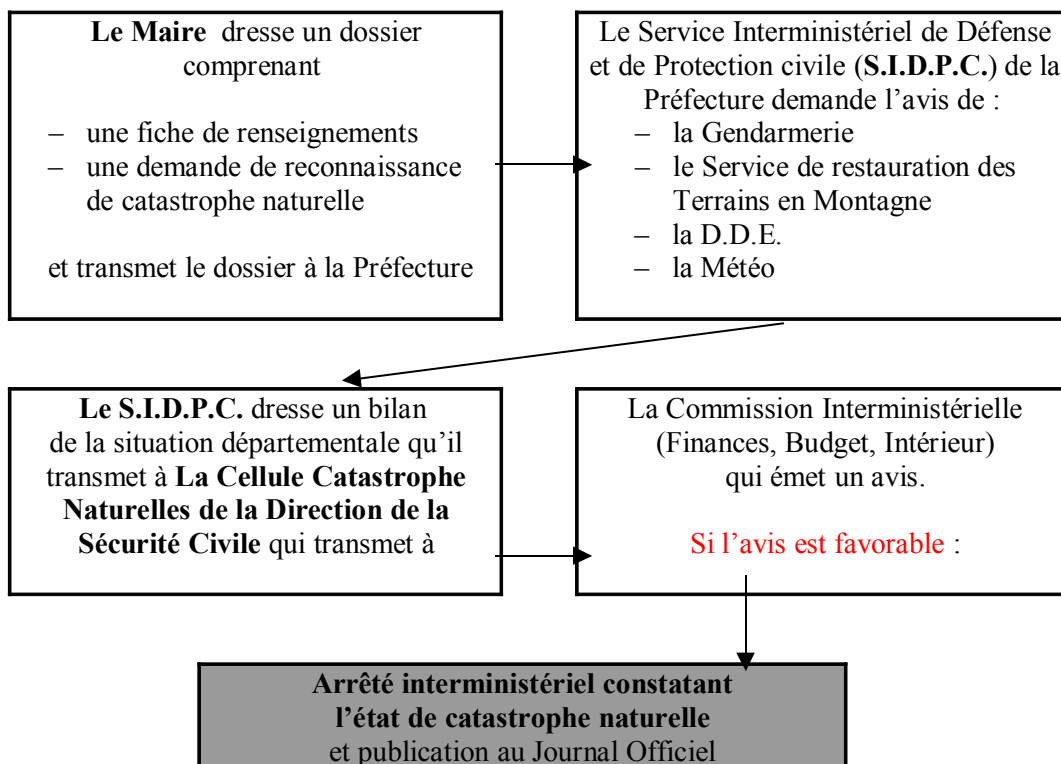 Le Maire dresse un dossier
comprenant
– une fiche de renseignements
– une demande de reconnaissance
de catastrophe naturelle
et transmet le dossier à la Préfecture
Le Service Interministériel de Défense
et de Protection civile (S.I.D.P.C.) de la
Préfecture demande l’avis de :
– la Gendarmerie
– le Service de restauration des
Terrains en Montagne
– la D.D.E.
– la Météo
Le S.I.D.P.C. dresse un bilan
de la situation départementale qu’il
transmet à La Cellule Catastrophe
Naturelles de la Direction de la
Sécurité Civile qui transmet à
La Commission Interministérielle
(Finances, Budget, Intérieur)
qui émet un avis.
Si l’avis est favorable :
Arrêté interministériel constatant
l’état de catastrophe naturelle
et publication au Journal Officiel